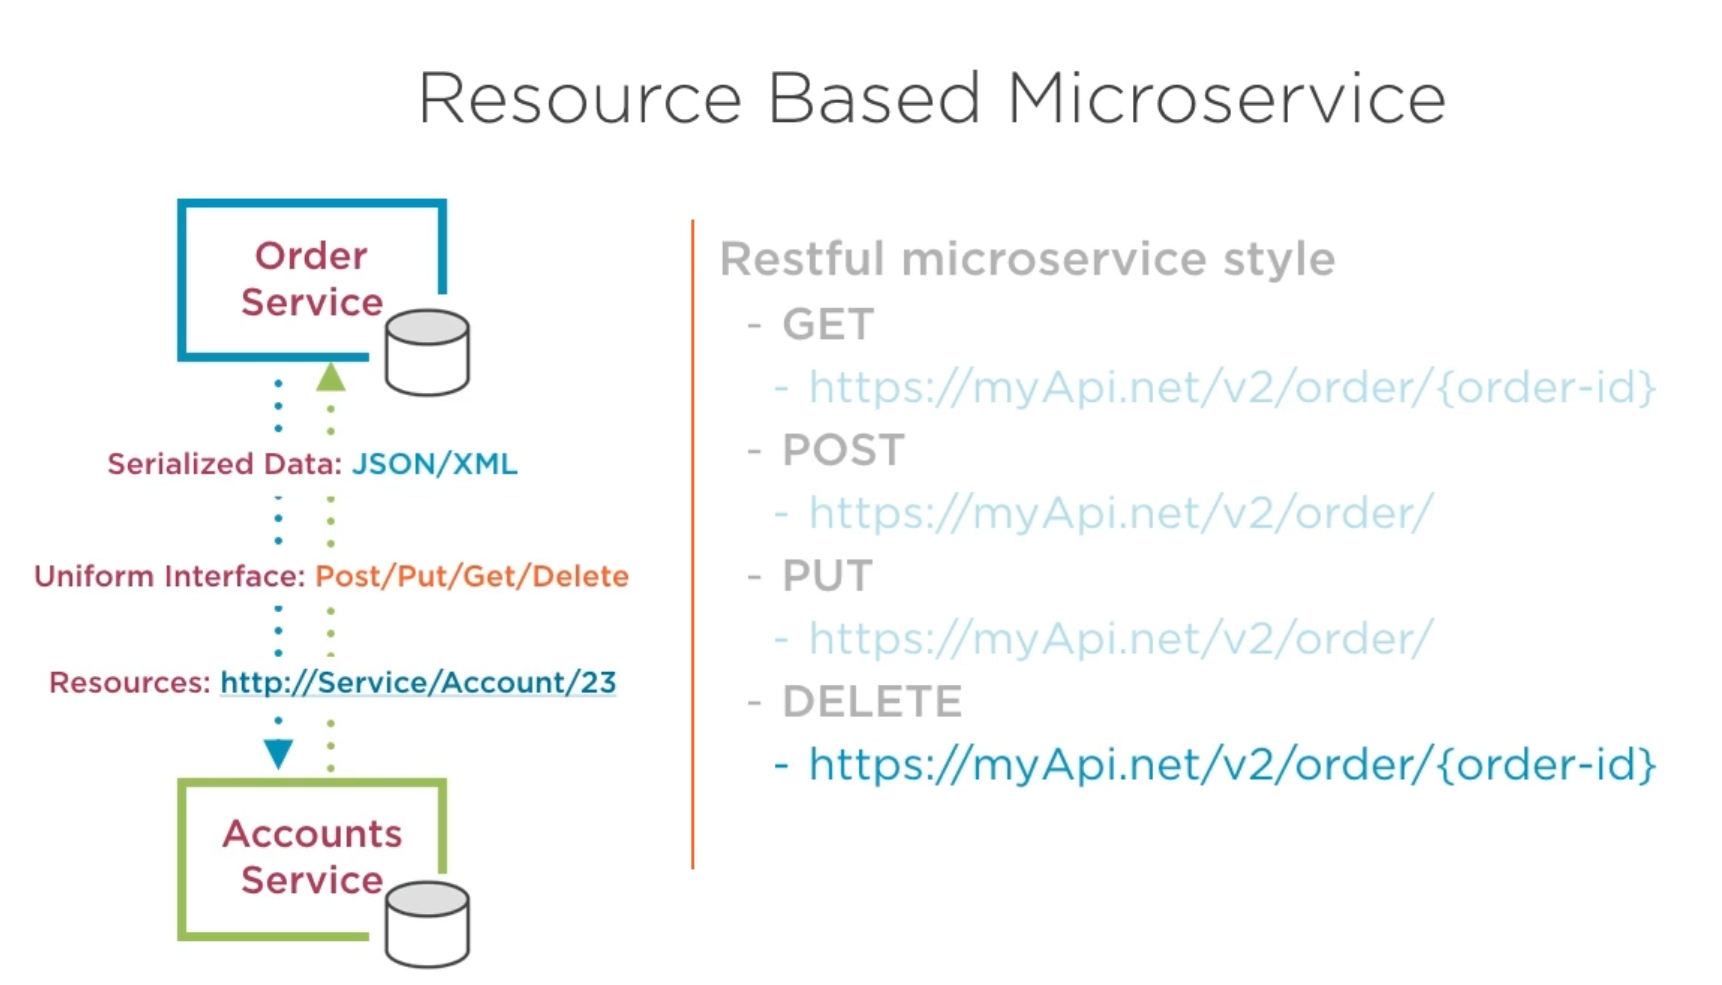 Resource Based Microservice
Order
Service
Serialized Data: JSON/XML
Uniform Interface: Post/Put/Get/Delete
Resources: http://Service/Account/23
Accounts
Service
Restful microservice style
- GET
- https://myApi.net/v2/order/{order-id}
- POST
- https://myApi.net/v2/order/
- PUT
- https://myApi.net/v2/order/
- DELETE
- https://myApi.net/v2/order/{order-id}